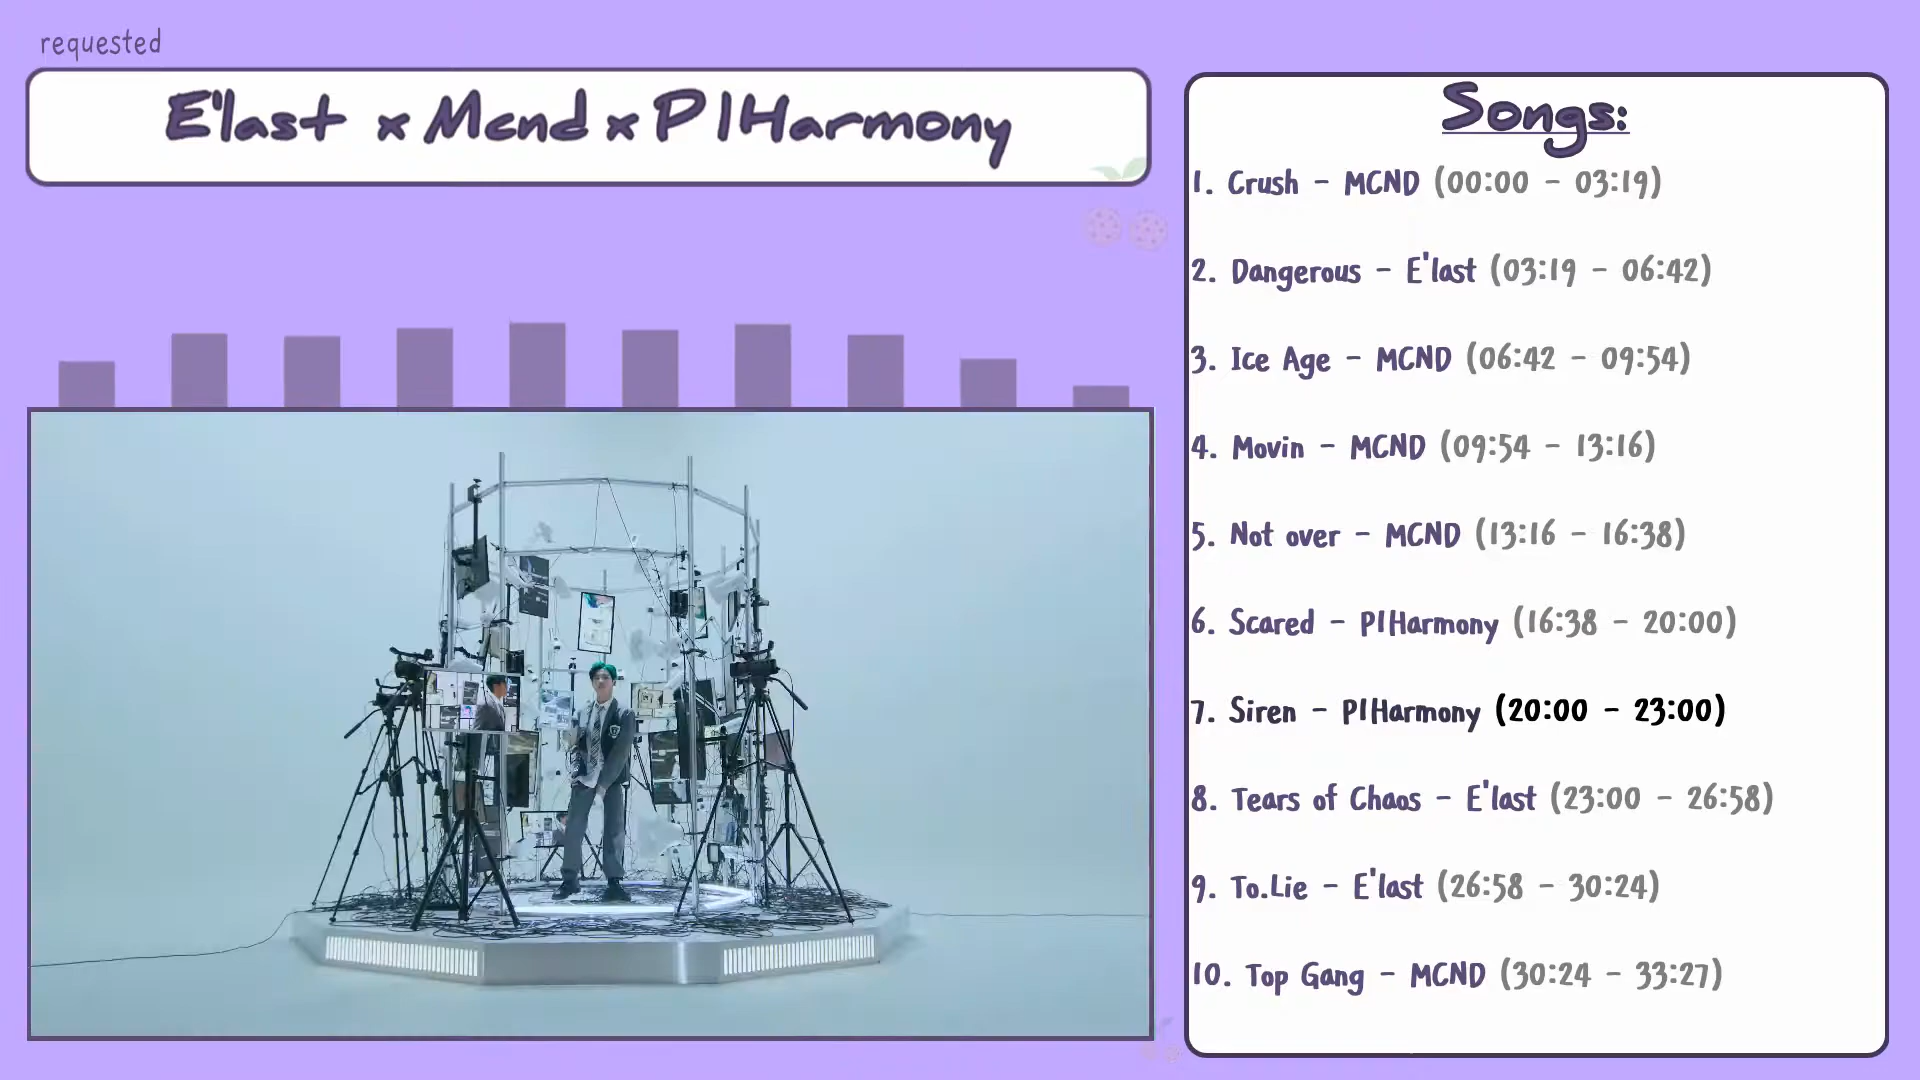 requested
E'last x Mcnd x P1Harmony
Songs:
1. Crush - MCND (00:00 - 03:19)
2. Dangerous - E'last (03:19 - 06:42)
3. Ice Age - MCND (06:42 - 09:54)
4. Movin - MCND (09:54 - 13:16)
5. Not over - MCND (13:16 - 16:38)
6. Scared - P1Harmony (16:38 - 20:00)
7. Siren - P1Harmony (20:00 - 23:00)
8. Tears of Chaos - E'last (23:00 - 26:58)
9. To.Lie - E'last (26:58 - 30:24)
10. Top Gang - MCND (30:24 - 33:27)